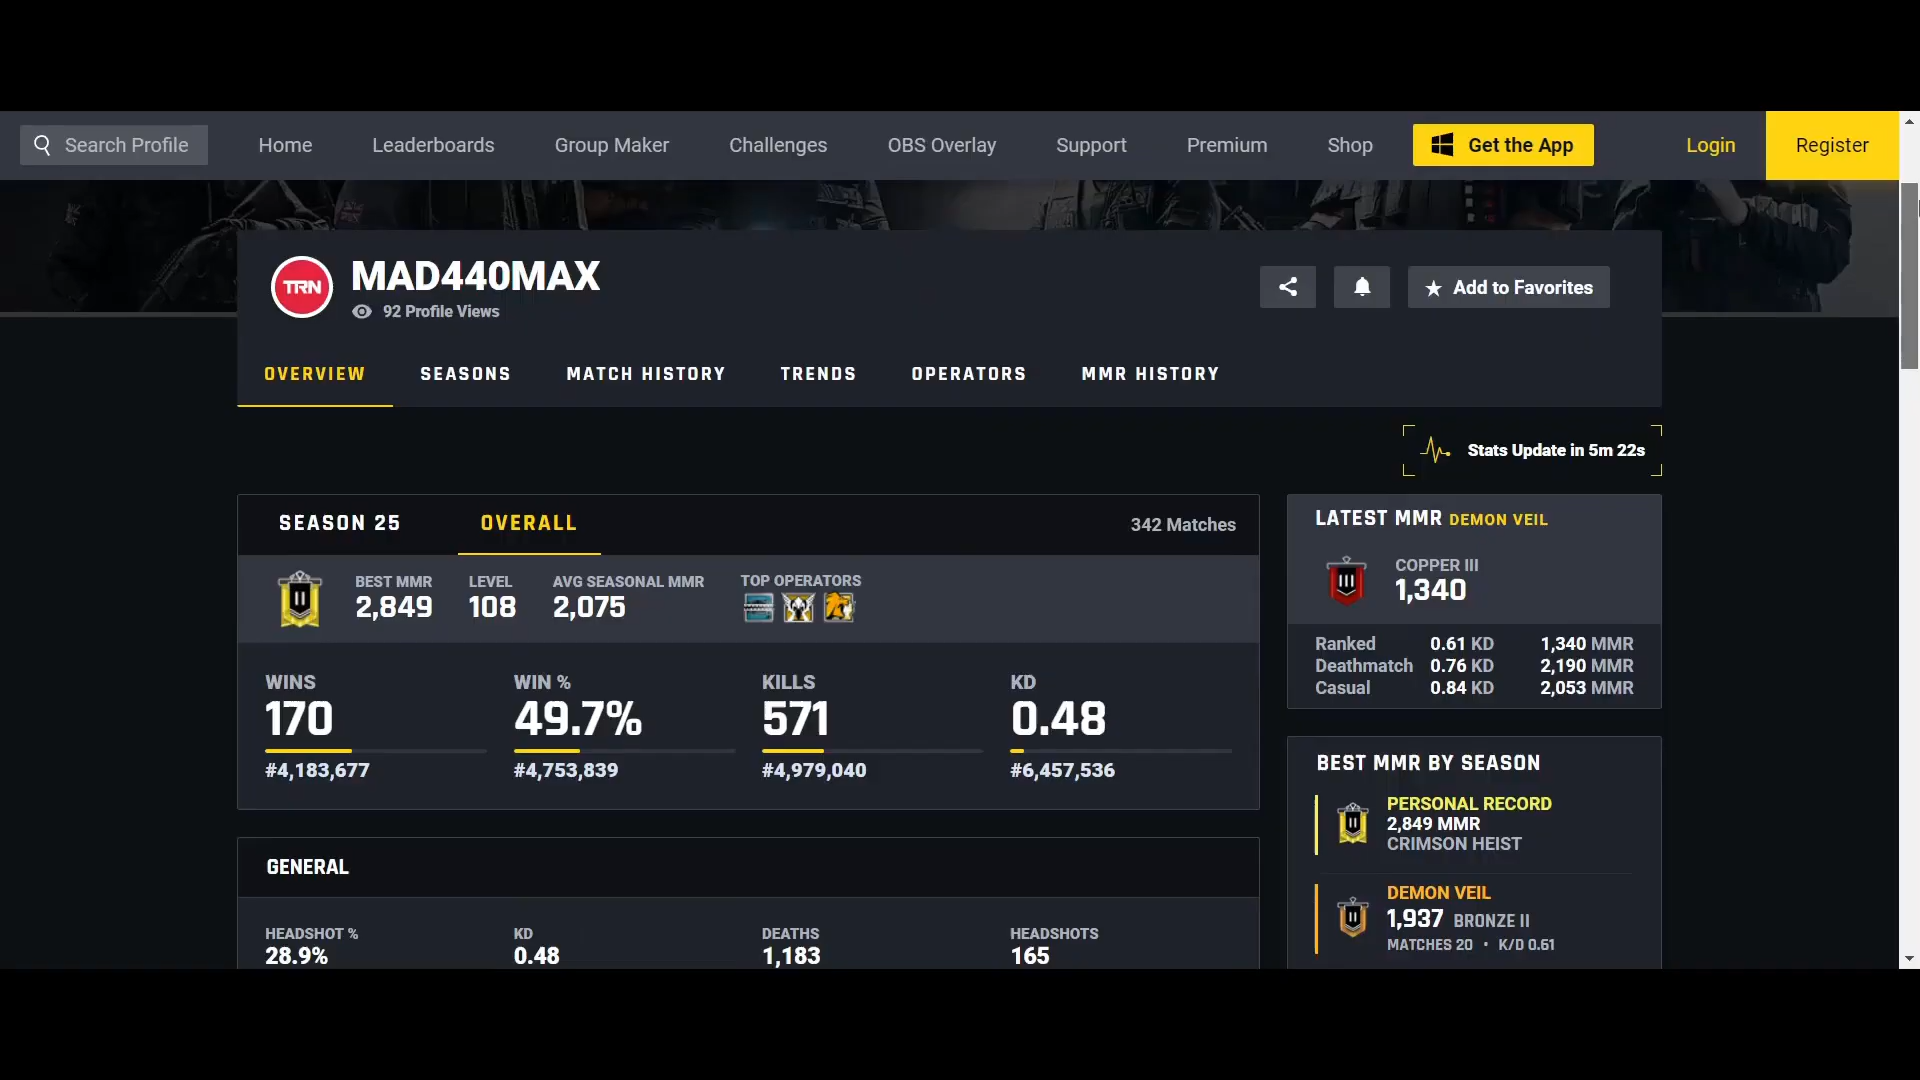 Search Profile Home Leaderboards Group Maker Challenges OBS Overlay Support Premium Shop Get the App Login Register
TRN
MAD440MAX
92 Profile Views
Add to Favorites
OVERVIEW SEASONS MATCH HISTORY TRENDS OPERATORS MMR HISTORY
Stats Update in 5m 22s
SEASON 25 OVERALL 342 Matches
II
BEST MMR LEVEL AVG SEASONAL MMR TOP OPERATORS
2,849 108 2,075
WINS WIN % KILLS KD
170 49.7% 571 0.48
#4,183,677 #4,753,839 #4,979,040 #6,457,536
GENERAL
HEADSHOT % KD DEATHS HEADSHOTS
28.9% 0.48 1,183 165
LATEST MMR DEMON VEIL
III
COPPER III
1,340
Ranked 0.61 KD 1,340 MMR
Deathmatch 0.76 KD 2,190 MMR
Casual 0.84 KD 2,053 MMR
BEST MMR BY SEASON
II
PERSONAL RECORD
2,849 MMR
CRIMSON HEIST
II
DEMON VEIL
1,937 BRONZE II
MATCHES 20 • K/D 0.61